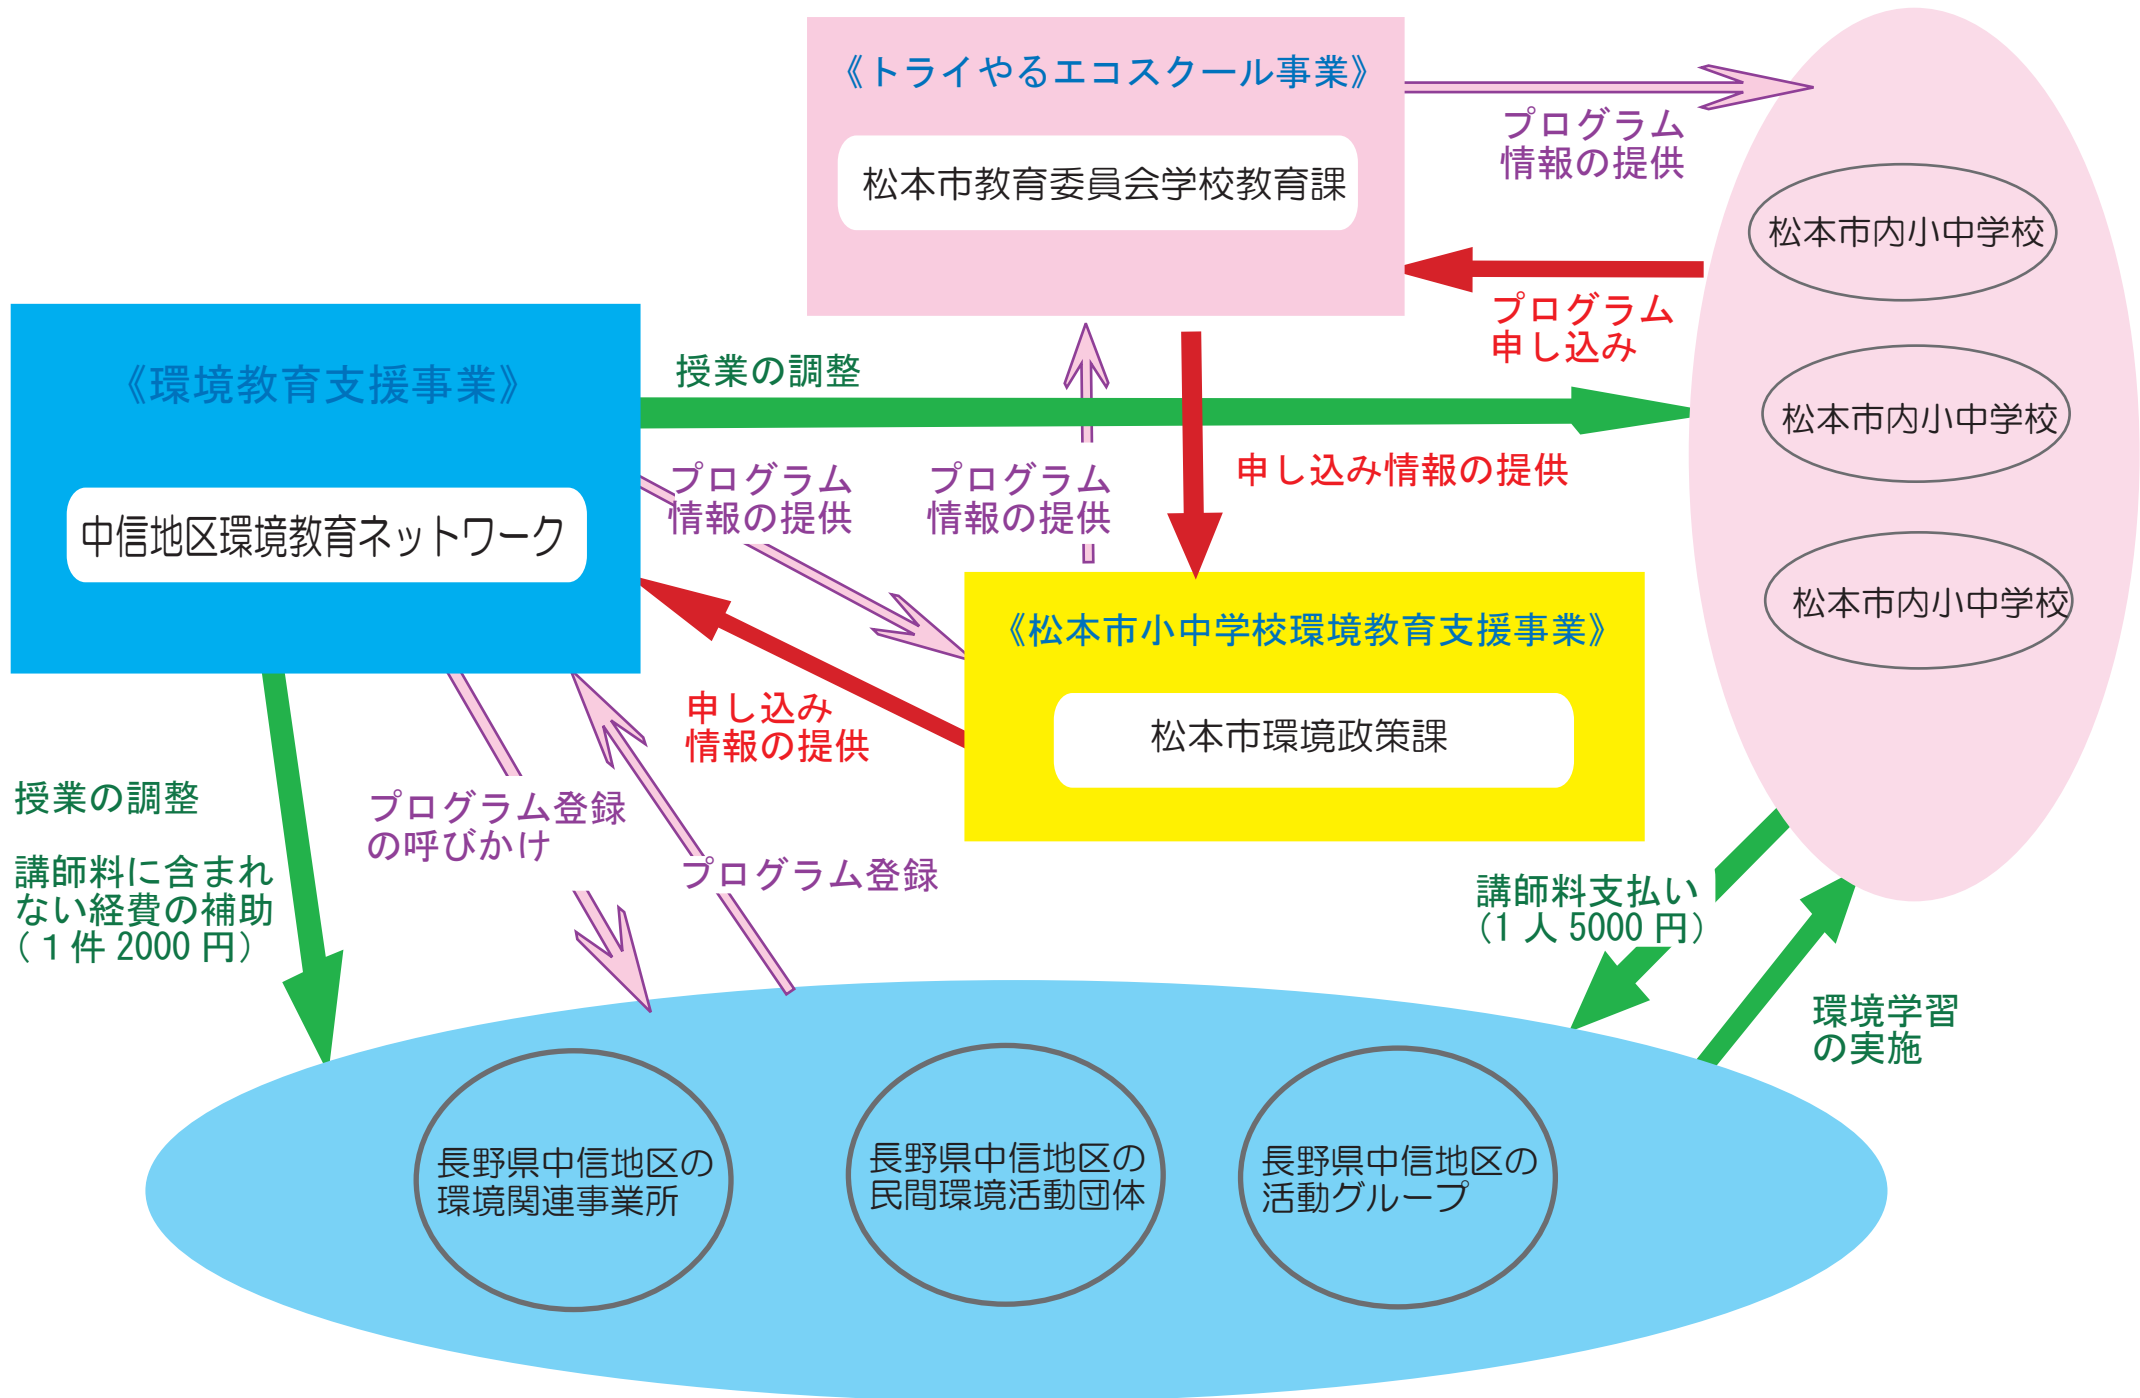 《トライやるエコスクール事業》
松本市教育委員会学校教育課
プログラム
情報の提供
松本市内小中学校
プログラム
申し込み
《環境教育支援事業》
中信地区環境教育ネットワーク
授業の調整
プログラム
情報の提供
プログラム
情報の提供
申し込み情報の提供
松本市内小中学校
松本市内小中学校
《松本市小中学校環境教育支援事業》
松本市環境政策課
申し込み
情報の提供
授業の調整
講師料に含まれ
ない経費の補助
（１件 2000 円）
プログラム登録
の呼びかけ
プログラム登録
講師料支払い
（1 人 5000 円）
環境学習
の実施
長野県中信地区の
環境関連事業所
長野県中信地区の
民間環境活動団体
長野県中信地区の
活動グループ